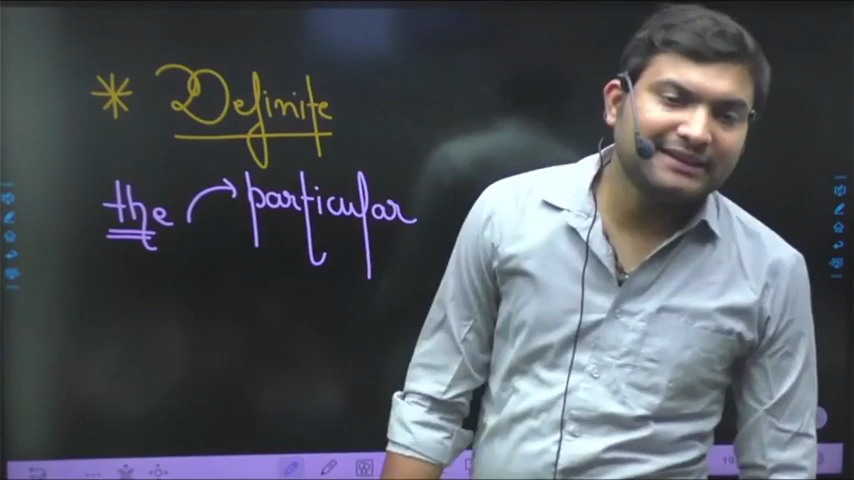 * Definite
the → particular